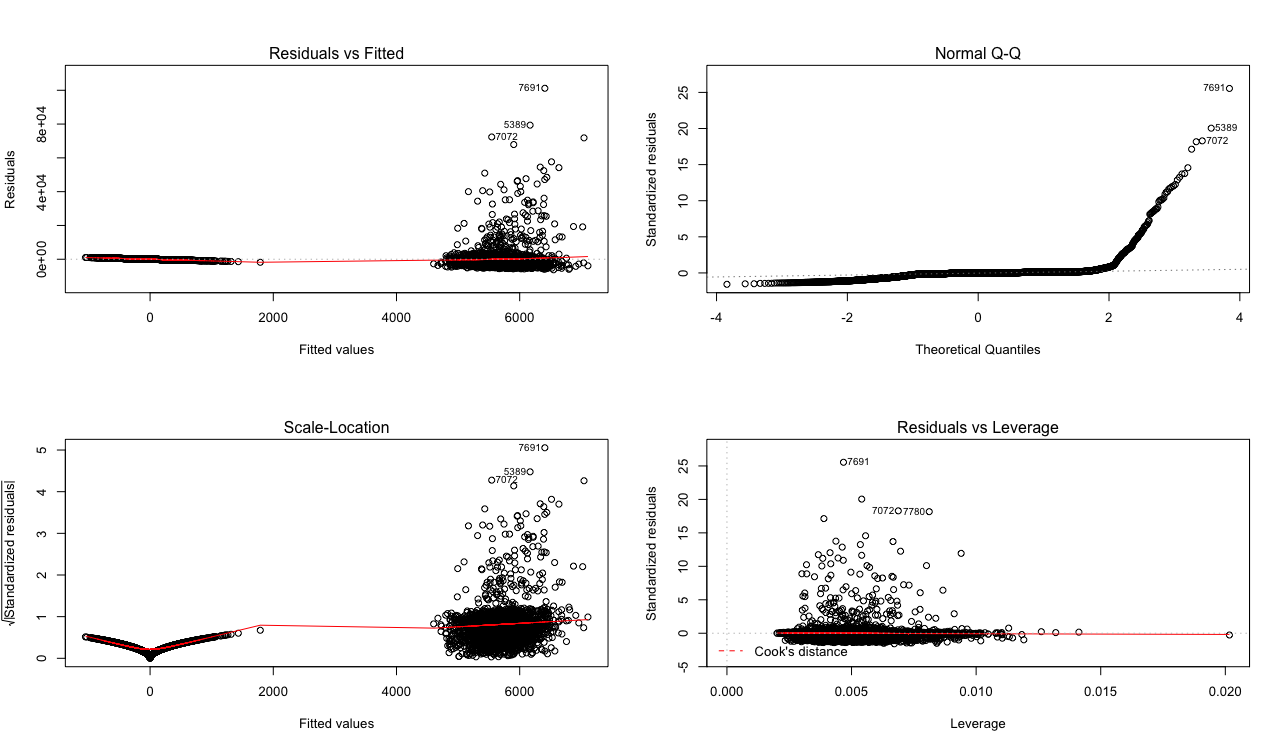 Residuals vs Fitted
Residuals
0e+00 4e+04 8e+04
7691
5389
7072
0 2000 4000 6000
Fitted values
Normal Q-Q
Standardized residuals
0 5 10 15 20 25
7691
5389
7072
-4 -2 0 2 4
Theoretical Quantiles
Scale-Location
√|Standardized residuals|
0 1 2 3 4 5
7691
5389
7072
0 2000 4000 6000
Fitted values
Residuals vs Leverage
Standardized residuals
-5 0 5 10 15 20 25
7691
7072 7780
Cook's distance
0.000 0.005 0.010 0.015 0.020
Leverage